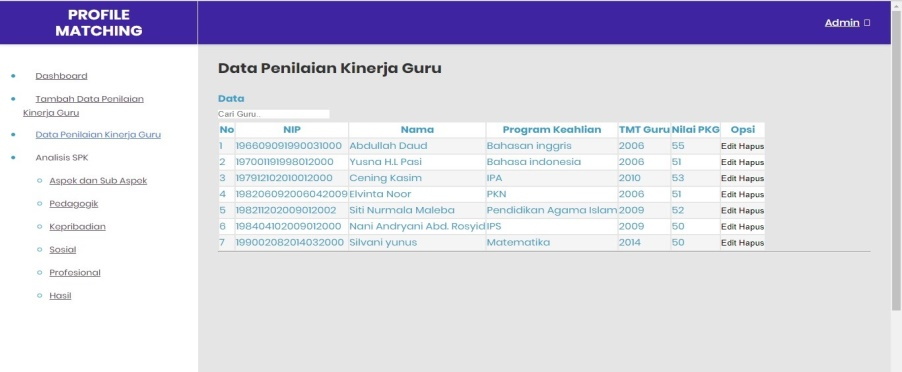 PROFILE
MATCHING
Admin
Dashboard
Tambah Data Penilaian
Kinerja Guru
Data Penilaian Kinerja Guru
Analisis SPK
Aspek dan Sub Aspek
Pedagogik
Kepribadian
Sosial
Profesional
Hasil
Data Penilaian Kinerja Guru
Data
Cari Guru...
No NIP Nama Program Keahlian TMT Guru Nilai PKG Opsi
1 196609091990031000 Abdullah Daud Bahasan inggris 2006 55 Edit Hapus
2 197001191998012000 Yusna H.L Pasi Bahasa indonesia 2006 51 Edit Hapus
3 197912102010012000 Cening Kasim IPA 2010 53 Edit Hapus
4 198206092006042009 Elvinta Noor PKN 2006 51 Edit Hapus
5 198211202009012002 Siti Nurmala Maleba Pendidikan Agama Islam 2009 52 Edit Hapus
6 198404102009012000 Nani Andryani Abd. Rosyid IPS 2009 50 Edit Hapus
7 199002082014032000 Silvani yunus Matematika 2014 50 Edit Hapus